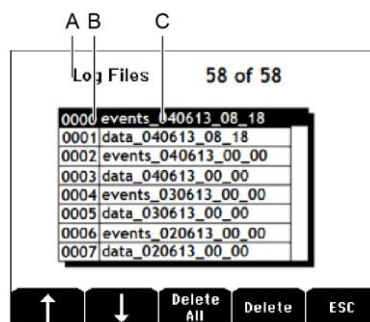 A B C
Log Files 58 of 58
0000 events_040613_08_18
0001 data_040613_08_18
0002 events_040613_00_00
0003 data_040613_00_00
0004 events_030613_00_00
0005 data_030613_00_00
0006 events_020613_00_00
0007 data_020613_00_00
↑ ↓ Delete All Delete ESC